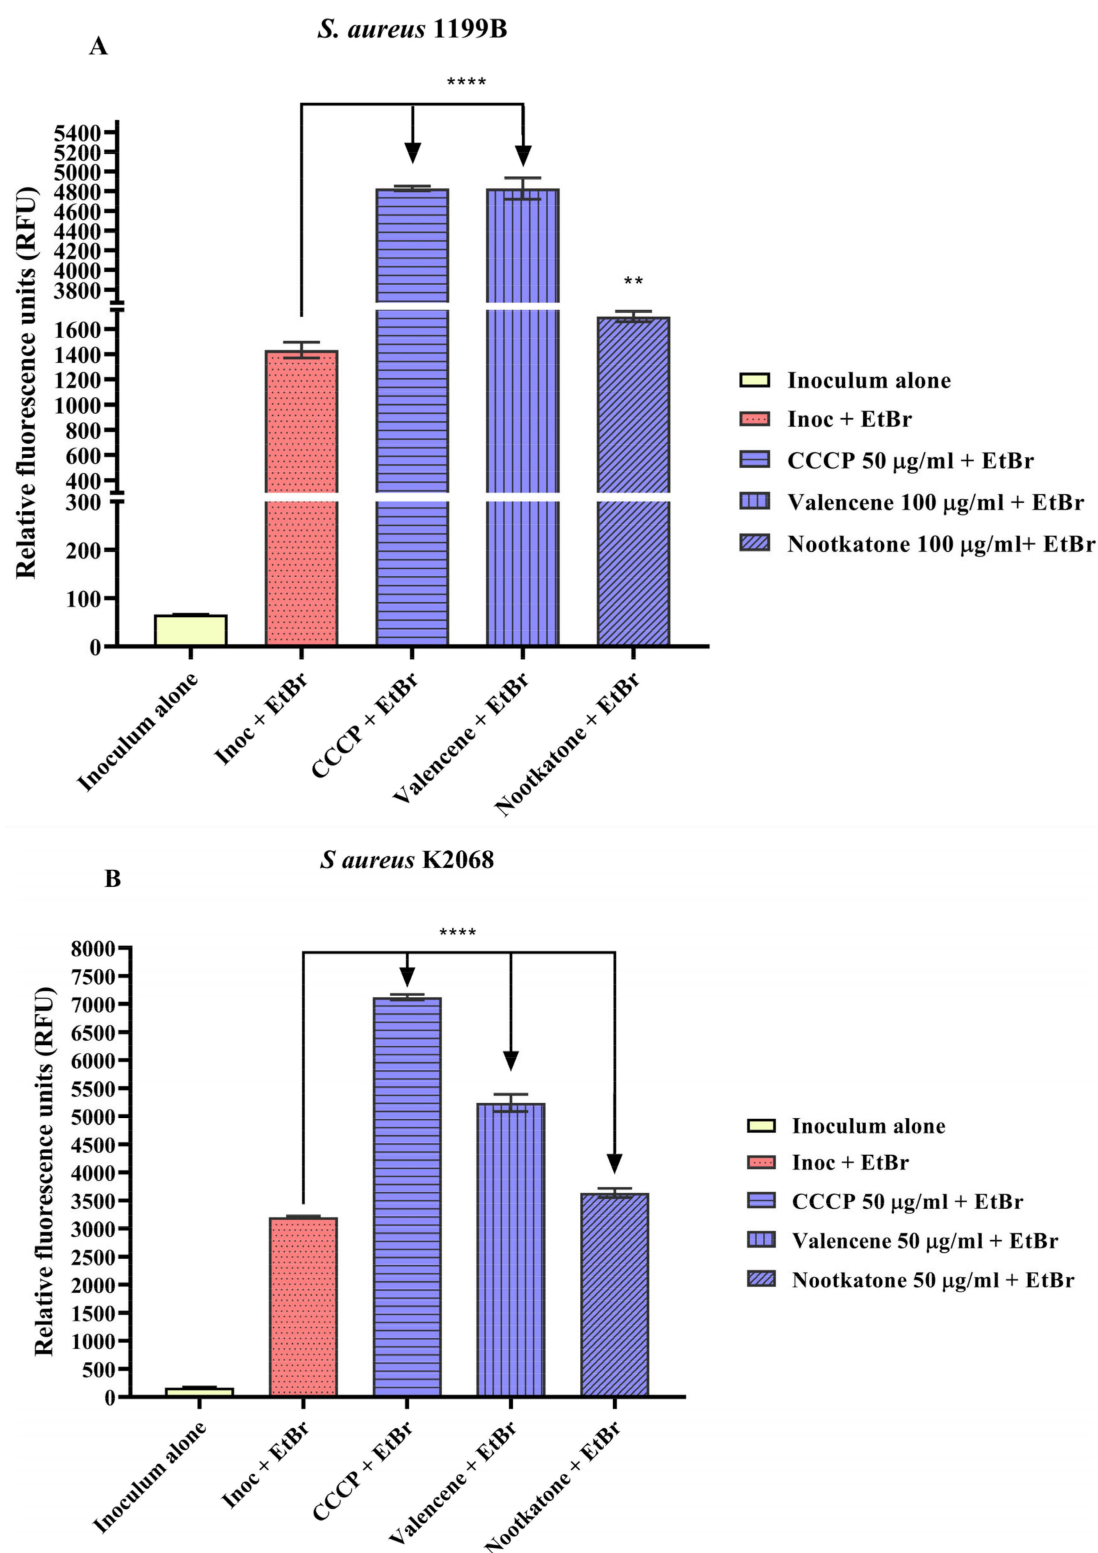 S. aureus 1199B
A
****
**
Relative fluorescence units (RFU)
5400
5200
5000
4800
4600
4400
4200
4000
3800
1600
1400
1200
1000
800
600
400
300
200
100
0
Inoculum alone
Inoc + EtBr
CCCP + EtBr
Valencene + EtBr
Nootkatone + EtBr
Inoculum alone
Inoc + EtBr
CCCP 50 µg/ml + EtBr
Valencene 100 µg/ml + EtBr
Nootkatone 100 µg/ml+ EtBr
S aureus K2068
B
****
Relative fluorescence units (RFU)
8000
7500
7000
6500
6000
5500
5000
4500
4000
3500
3000
2500
2000
1500
1000
500
0
Inoculum alone
Inoc + EtBr
CCCP + EtBr
Valencene + EtBr
Nootkatone + EtBr
Inoculum alone
Inoc + EtBr
CCCP 50 µg/ml + EtBr
Valencene 50 µg/ml + EtBr
Nootkatone 50 µg/ml + EtBr